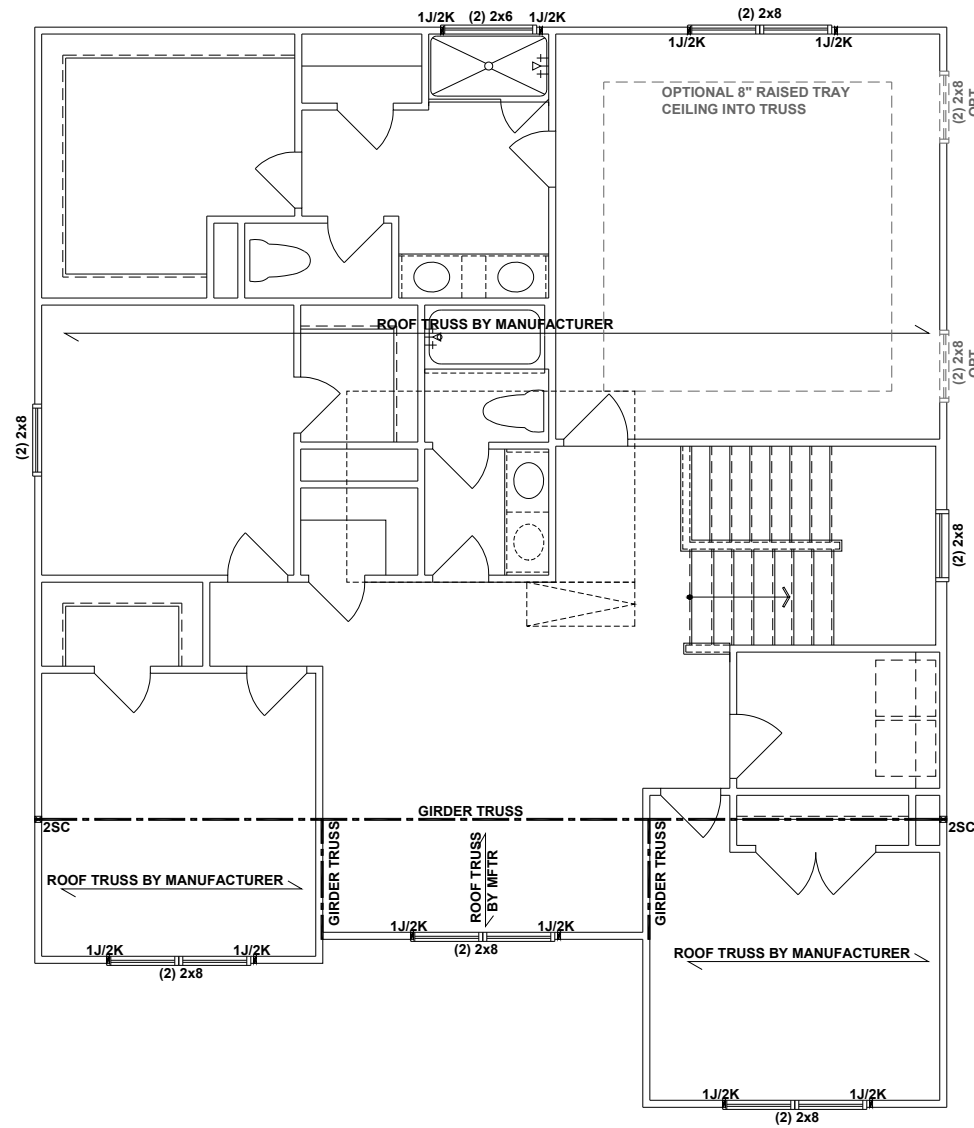 1J/2K (2) 2x6 1J/2K
(2) 2x8
1J/2K 1J/2K
OPTIONAL 8" RAISED TRAY
CEILING INTO TRUSS
(2) 2x8
OPT
ROOF TRUSS BY MANUFACTURER
(2) 2x8
OPT
(2) 2x8
(2) 2x8
GIRDER TRUSS
2SC
2SC
GIRDER TRUSS
ROOF TRUSS
BY MFTR
GIRDER TRUSS
ROOF TRUSS BY MANUFACTURER
1J/2K 1J/2K
(2) 2x8
1J/2K 1J/2K
(2) 2x8
ROOF TRUSS BY MANUFACTURER
1J/2K 1J/2K
(2) 2x8